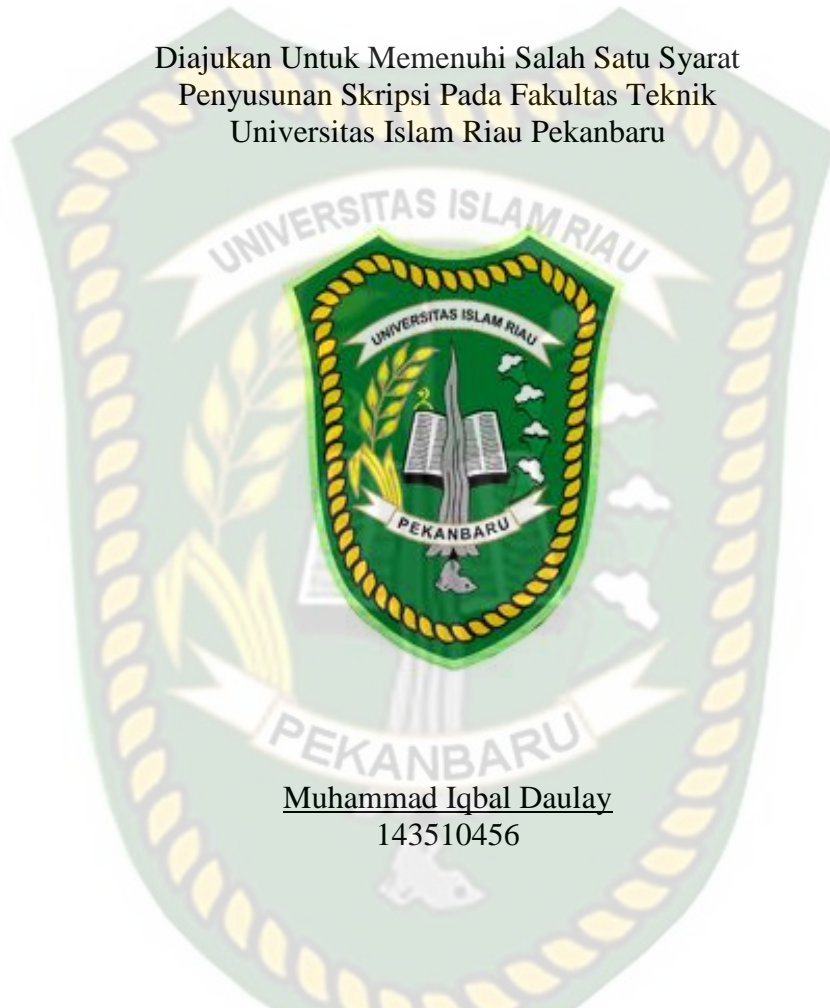 Diajukan Untuk Memenuhi Salah Satu Syarat
Penyusunan Skripsi Pada Fakultas Teknik
Universitas Islam Riau Pekanbaru
UNIVERSITAS ISLAM RIAU
UNIVERSITAS ISLAM RIAU
PEKANBARU
PEKANBARU
Muhammad Iqbal Daulay
143510456